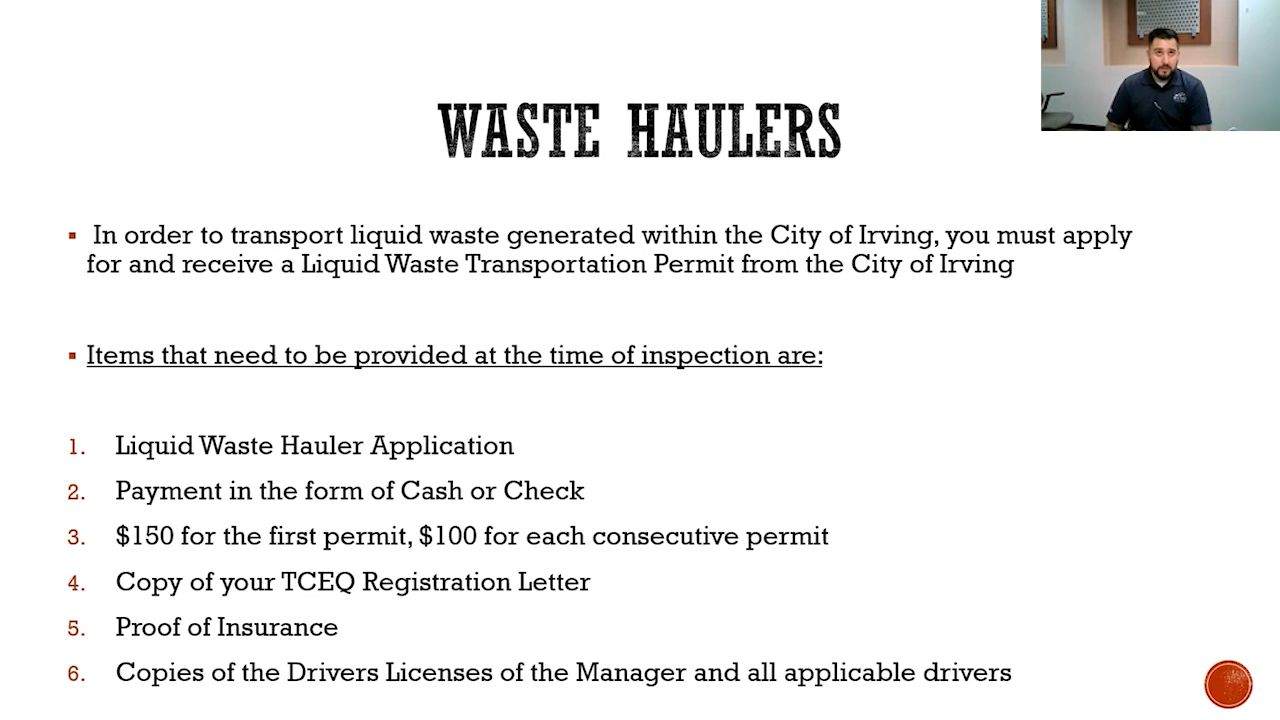 WASTE HAULERS
In order to transport liquid waste generated within the City of Irving, you must apply
for and receive a Liquid Waste Transportation Permit from the City of Irving
Items that need to be provided at the time of inspection are:
1. Liquid Waste Hauler Application
2. Payment in the form of Cash or Check
3. $150 for the first permit, $100 for each consecutive permit
4. Copy of your TCEQ Registration Letter
5. Proof of Insurance
6. Copies of the Drivers Licenses of the Manager and all applicable drivers